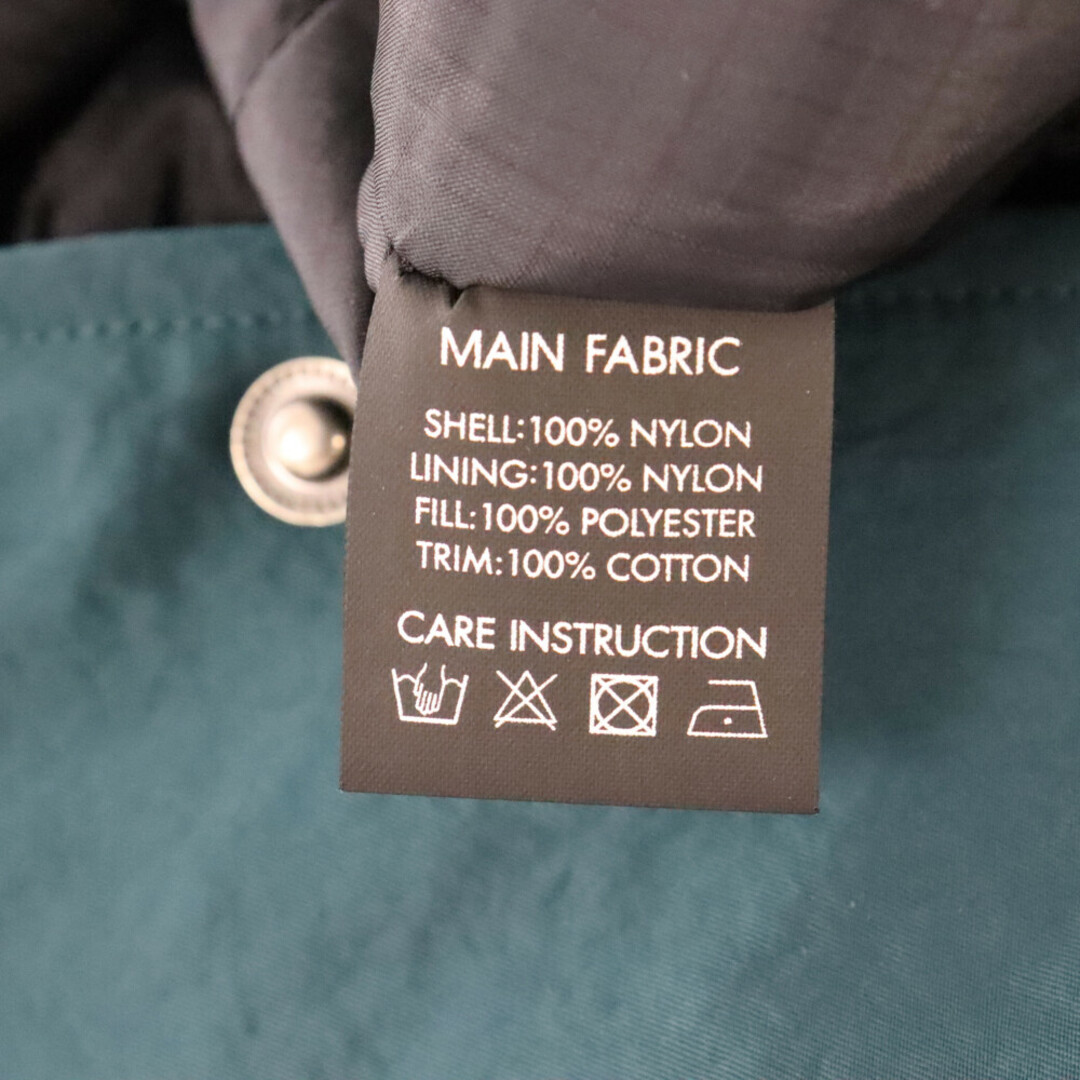 MAIN FABRIC
SHELL:100% NYLON
LINING:100% NYLON
FILL:100% POLYESTER
TRIM:100% COTTON
CARE INSTRUCTION